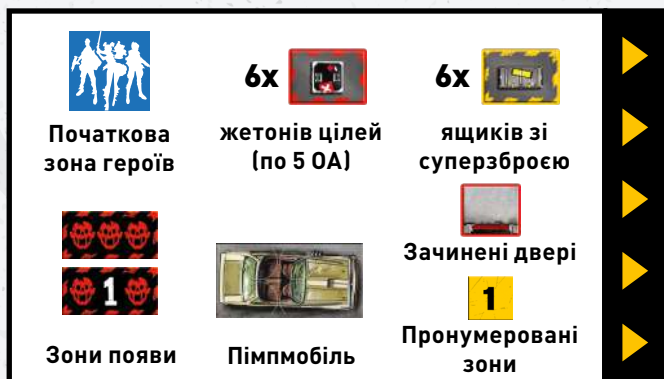 6x
6x
Початкова
зона героїв
жетонів цілей
(по 5 ОА)
ящиків зі
суперзброєю
Зачинені двері
1
1
Зони появи
Пімпмобіль
Пронумеровані
зони